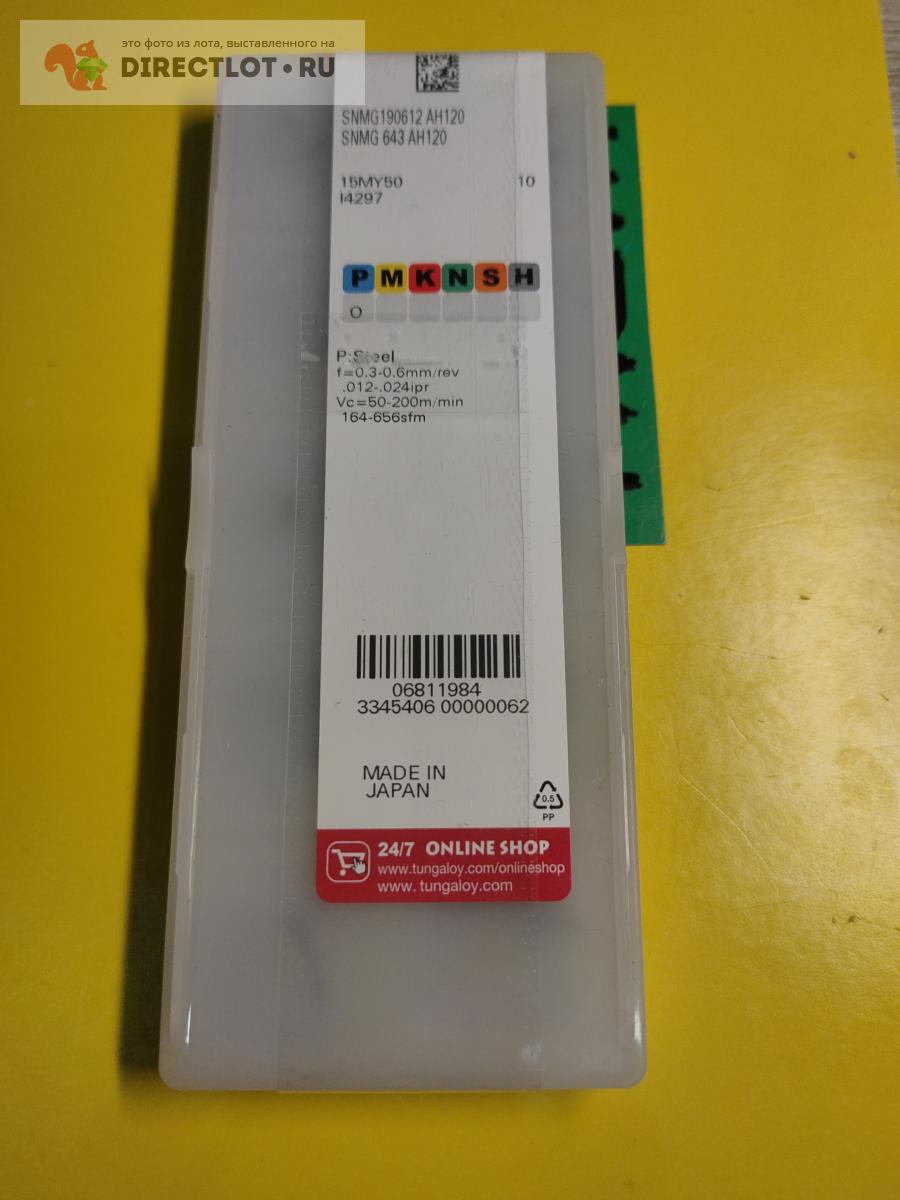 это фото из лота, выставленного на
DIRECTLOT•RU
SNMG190612 AH120
SNMG 643 AH120
15MY50 10
I4297
P M K N S H
O
P:Steel
f=0.3-0.6mm/rev
.012-.024ipr
Vc=50-200m/min
164-656sfm
06811984
3345406 00000062
MADE IN
JAPAN
0.5
PP
24/7 ONLINE SHOP
www.tungaloy.com/onlineshop
www.tungaloy.com